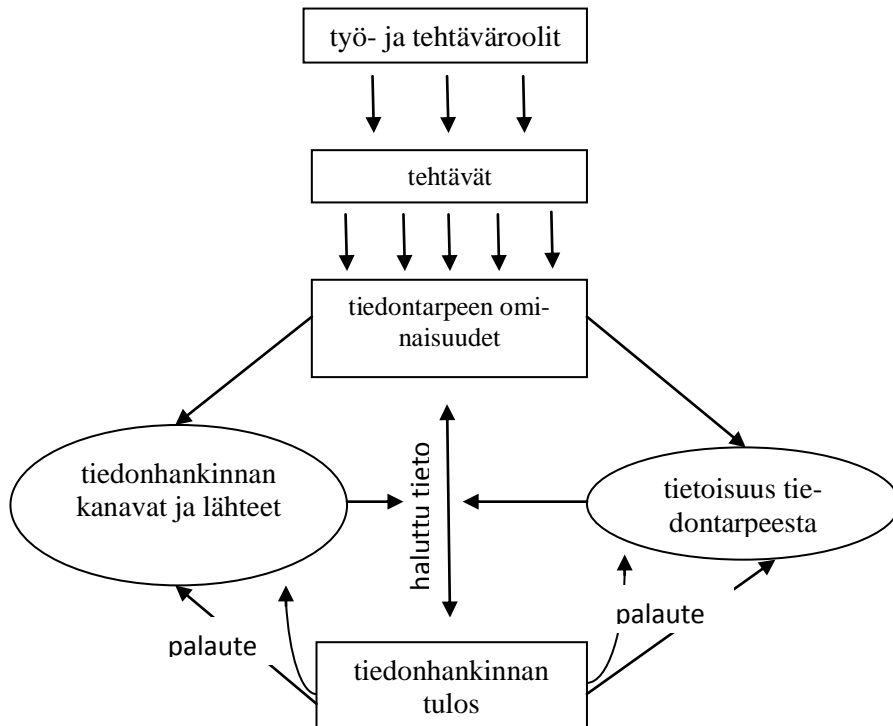 työ- ja tehtäväroolit
tehtävät
tiedontarpeen omi-
naisuudet
tiedonhankinnan
kanavat ja lähteet
haluttu tieto
tietoisuus tie-
dontarpeesta
palaute
palaute
tiedonhankinnan
tulos